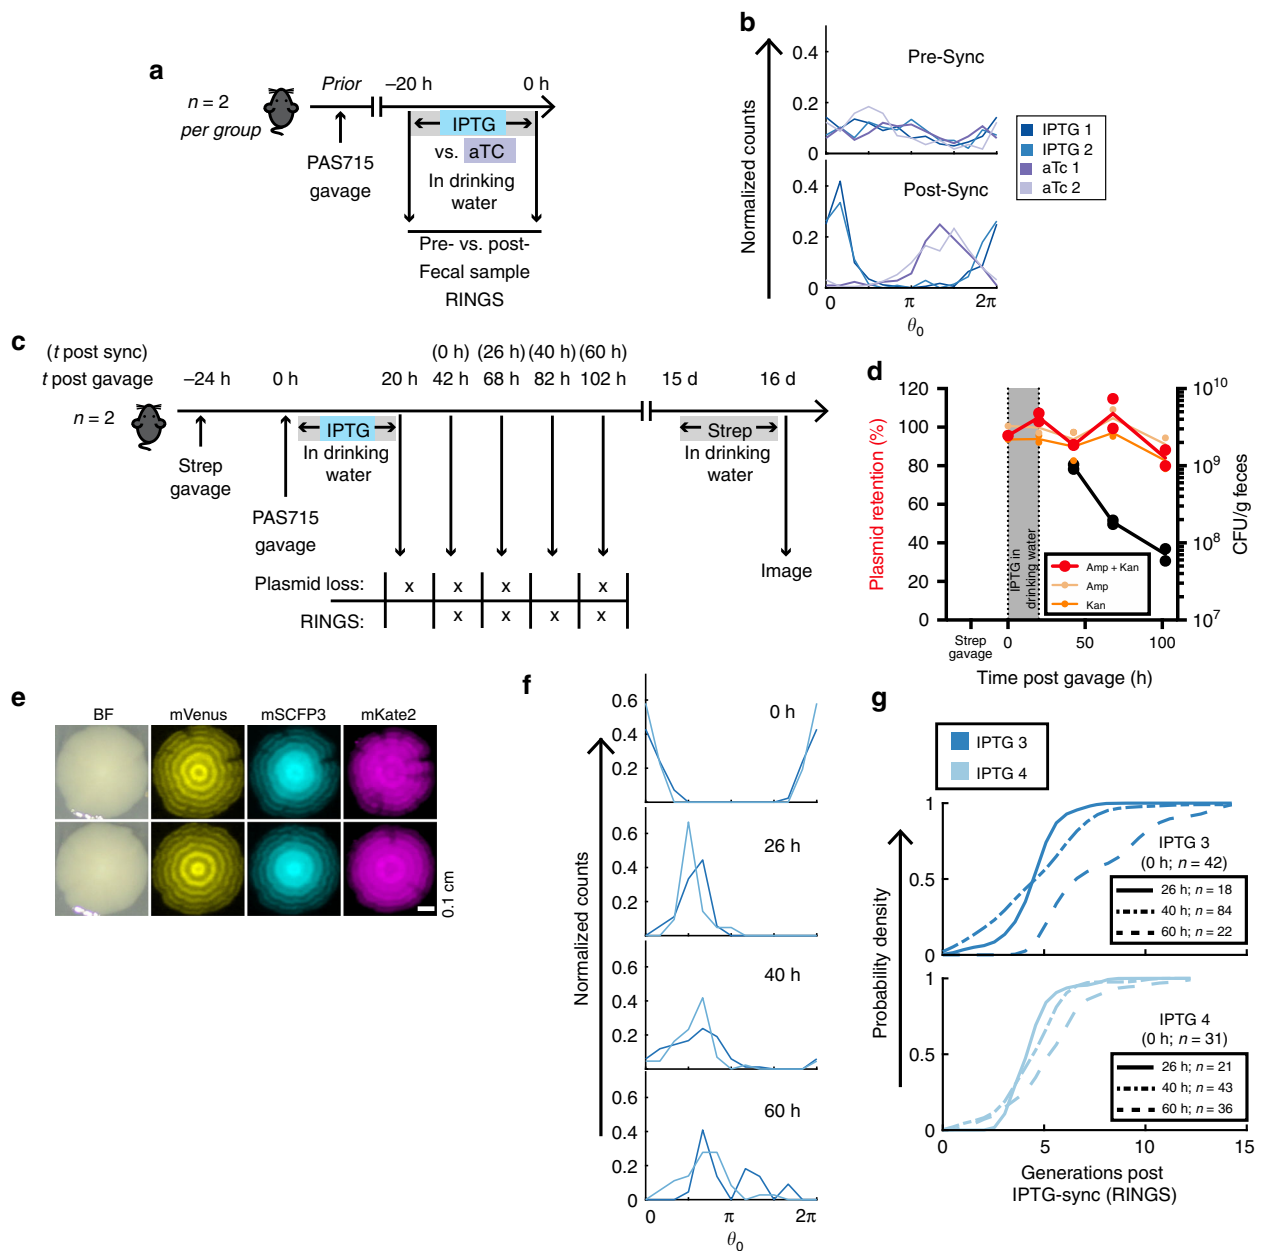 a
n = 2
per group
Prior
–20 h
0 h
PAS715
gavage
IPTG
vs. aTC
In drinking
water
Pre- vs. post-
Fecal sample
RINGS
b
Normalized counts
0.4
0.2
0
Pre-Sync
0.4
0.2
0
Post-Sync
0
π
2π
θ0
IPTG 1
IPTG 2
aTc 1
aTc 2
c
(t post sync)
(0 h)
(26 h)
(40 h)
(60 h)
t post gavage
–24 h
0 h
20 h
42 h
68 h
82 h
102 h
15 d
16 d
n = 2
Strep
gavage
PAS715
gavage
IPTG
In drinking
water
Strep
In drinking
water
Image
Plasmid loss:
x
x
x
x
RINGS:
x
x
x
x
d
Plasmid retention (%)
120
100
80
60
40
20
0
10^10
10^9
10^8
10^7
CFU/g feces
IPTG in
drinking water
Amp + Kan
Amp
Kan
Strep
gavage
0
50
100
Time post gavage (h)
e
BF
mVenus
mSCFP3
mKate2
0.1 cm
f
Normalized counts
0.6
0.4
0.2
0 h
0.6
0.4
0.2
26 h
0.6
0.4
0.2
40 h
0.6
0.4
0.2
0
60 h
0
π
2π
θ0
g
IPTG 3
IPTG 4
Probability density
1
0.5
0
IPTG 3
(0 h; n = 42)
26 h; n = 18
40 h; n = 84
60 h; n = 22
1
0.5
0
IPTG 4
(0 h; n = 31)
26 h; n = 21
40 h; n = 43
60 h; n = 36
0
5
10
15
Generations post
IPTG-sync (RINGS)